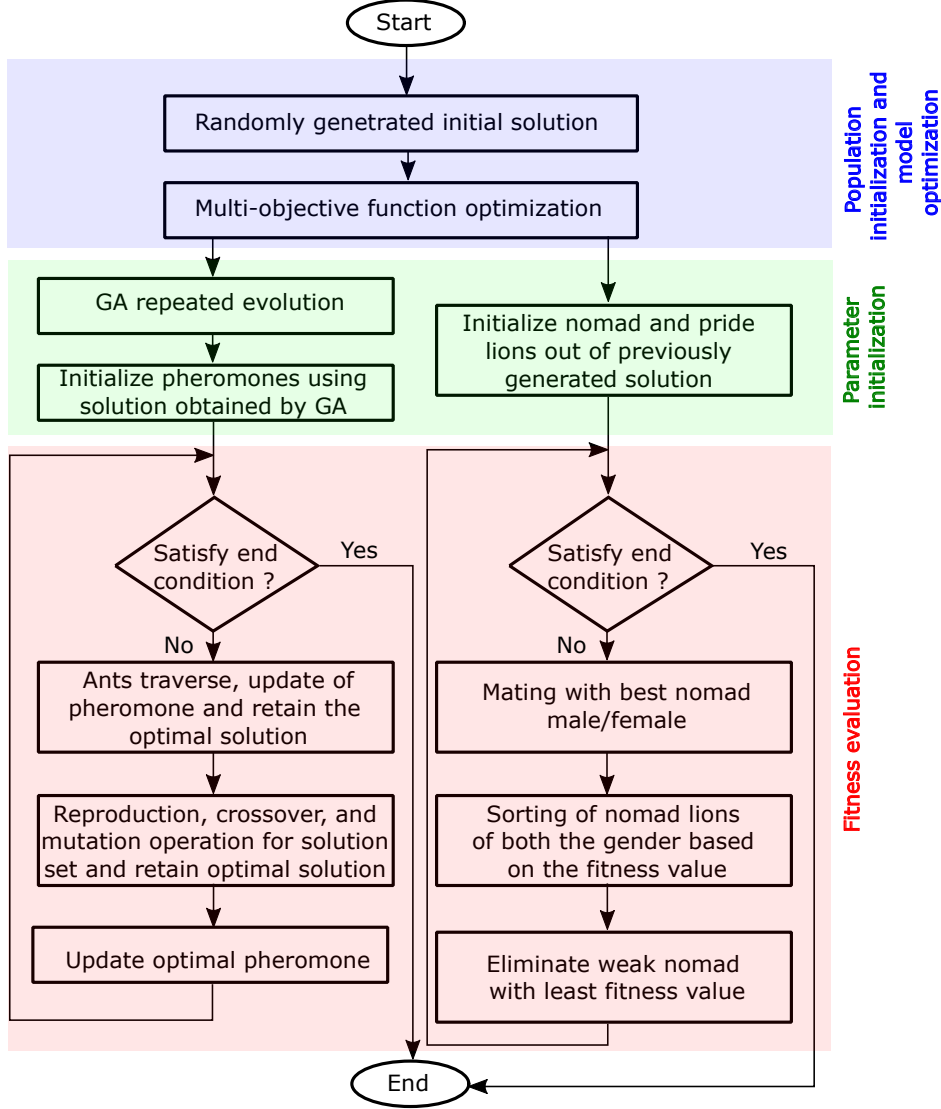 Start
Randomly genetrated initial solution
Multi-objective function optimization
Population
initialization and
model
optimization
GA repeated evolution
Initialize pheromones using
solution obtained by GA
Initialize nomad and pride
lions out of previously
generated solution
Parameter
initialization
Satisfy end
condition ?
Yes
No
Ants traverse, update of
pheromone and retain the
optimal solution
Reproduction, crossover, and
mutation operation for solution
set and retain optimal solution
Update optimal pheromone
Satisfy end
condition ?
Yes
No
Mating with best nomad
male/female
Sorting of nomad lions
of both the gender based
on the fitness value
Eliminate weak nomad
with least fitness value
Fitness evaluation
End